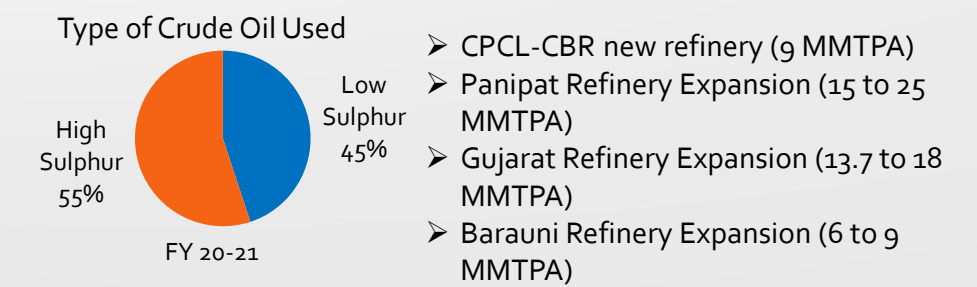 Type of Crude Oil Used
High
Sulphur
55%
Low
Sulphur
45%
FY 20-21
➢ CPCL-CBR new refinery (9 MMTPA)
➢ Panipat Refinery Expansion (15 to 25
MMTPA)
➢ Gujarat Refinery Expansion (13.7 to 18
MMTPA)
➢ Barauni Refinery Expansion (6 to 9
MMTPA)